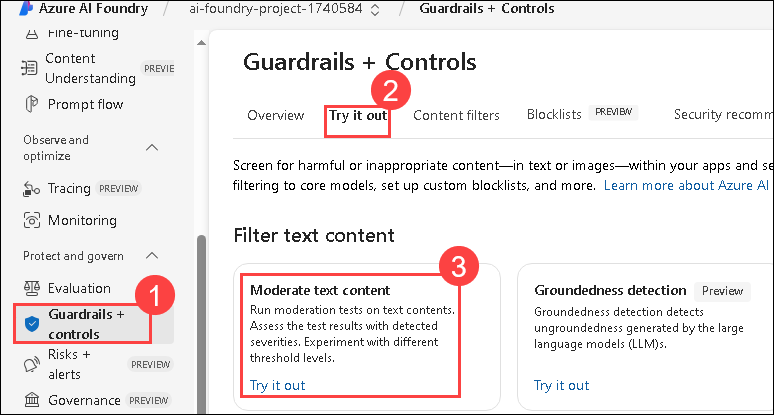 Azure AI Foundry / ai-foundry-project-1740584 / Guardrails + Controls
Fine-tuning
Content
Understanding PREVIE
Prompt flow
Observe and
optimize
Tracing PREVIEW
Monitoring
Protect and govern
Evaluation
1
Guardrails +
controls
Risks +
alerts PREVIEW
Governance PREVIEW
Guardrails + Controls
2
Overview Try it out Content filters Blocklists PREVIEW Security recomm
Screen for harmful or inappropriate content—in text or images—within your apps and se
filtering to core models, set up custom blocklists, and more. Learn more about Azure AI
Filter text content
3
Moderate text content
Run moderation tests on text contents.
Assess the test results with detected
severities. Experiment with different
threshold levels.
Try it out
Groundedness detection Preview
Groundedness detection detects
ungroundedness generated by the large
language models (LLM)s.
Try it out